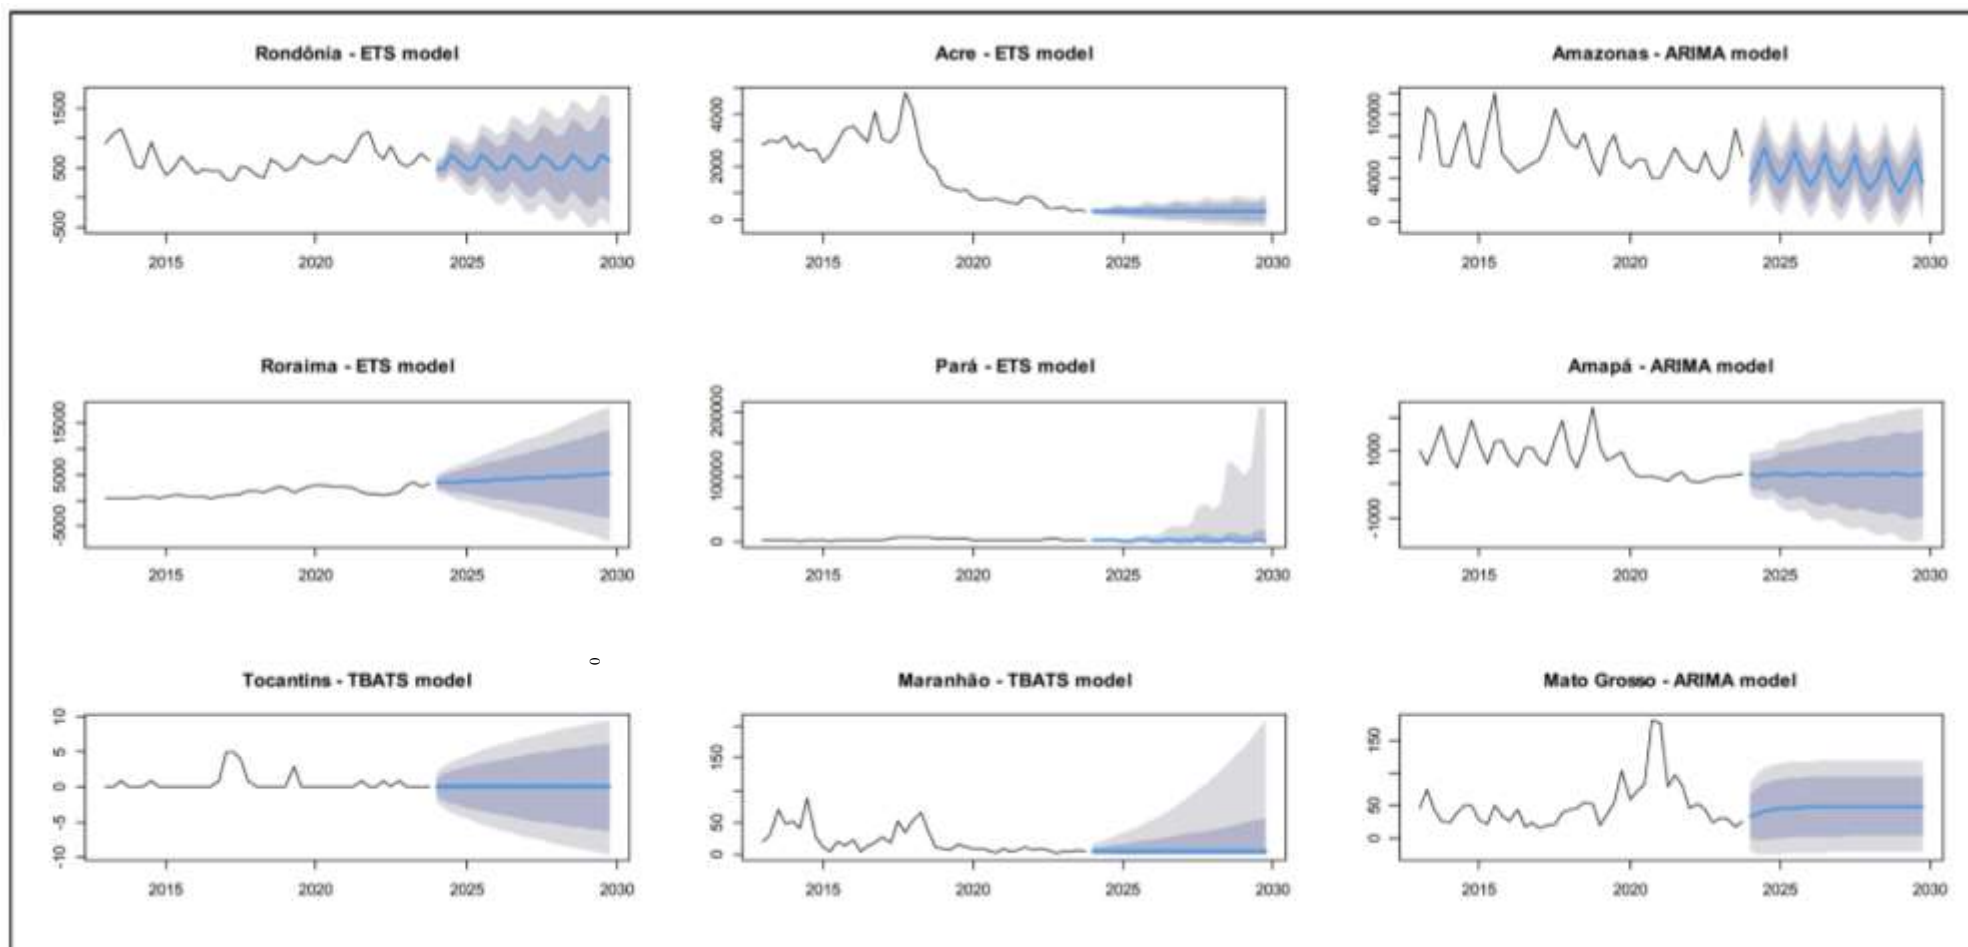 Rondônia - ETS model
1500
500
-500
2015 2020 2025 2030
Acre - ETS model
4000
2000
0
2015 2020 2025 2030
Amazonas - ARIMA model
10000
4000
0
2015 2020 2025 2030
Roraima - ETS model
15000
5000
-5000
2015 2020 2025 2030
Pará - ETS model
200000
100000
0
2015 2020 2025 2030
Amapá - ARIMA model
1000
-1000
2015 2020 2025 2030
0
Tocantins - TBATS model
10
5
0
-5
-10
2015 2020 2025 2030
Maranhão - TBATS model
150
50
0
2015 2020 2025 2030
Mato Grosso - ARIMA model
150
50
0
2015 2020 2025 2030